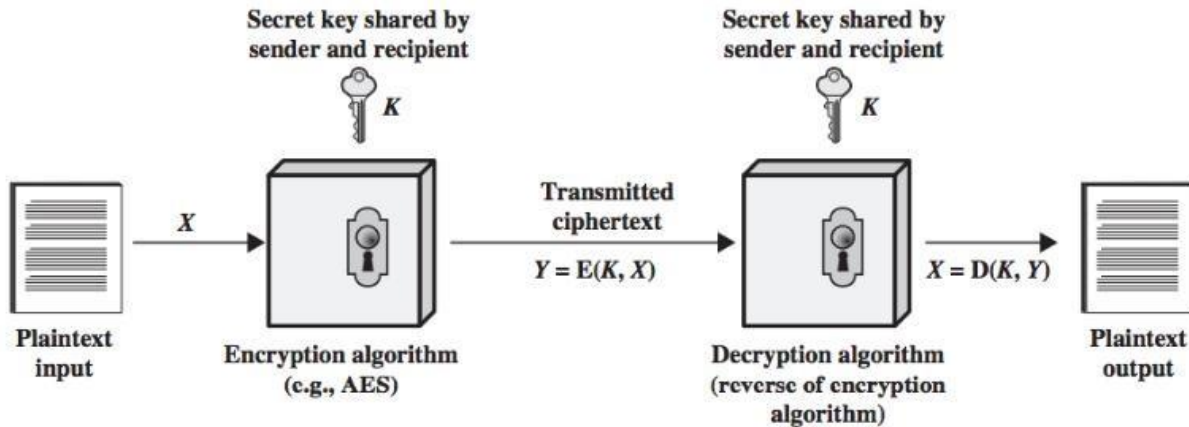 Secret key shared by
sender and recipient
K
Secret key shared by
sender and recipient
K
X
Transmitted
ciphertext
Y = E(K, X)
X = D(K, Y)
Plaintext
input
Encryption algorithm
(e.g., AES)
Decryption algorithm
(reverse of encryption
algorithm)
Plaintext
output